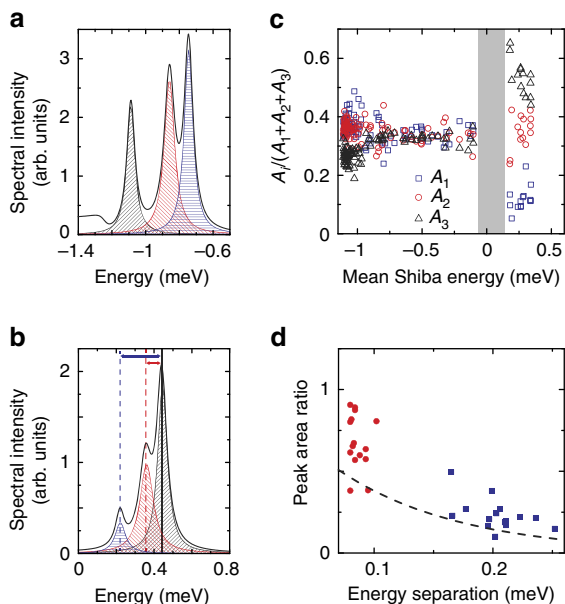 a
Spectral intensity
(arb. units)
3
2
1
0
−1.4
−1
−0.6
Energy (meV)
c
A_i/(A_1+A_2+A_3)
0.6
0.4
0.2
0
A_1
A_2
A_3
−1
−0.5
0
0.5
Mean Shiba energy (meV)
b
Spectral intensity
(arb. units)
2
1
0
0
0.4
0.8
Energy (meV)
d
Peak area ratio
1
0
0.1
0.2
Energy separation (meV)